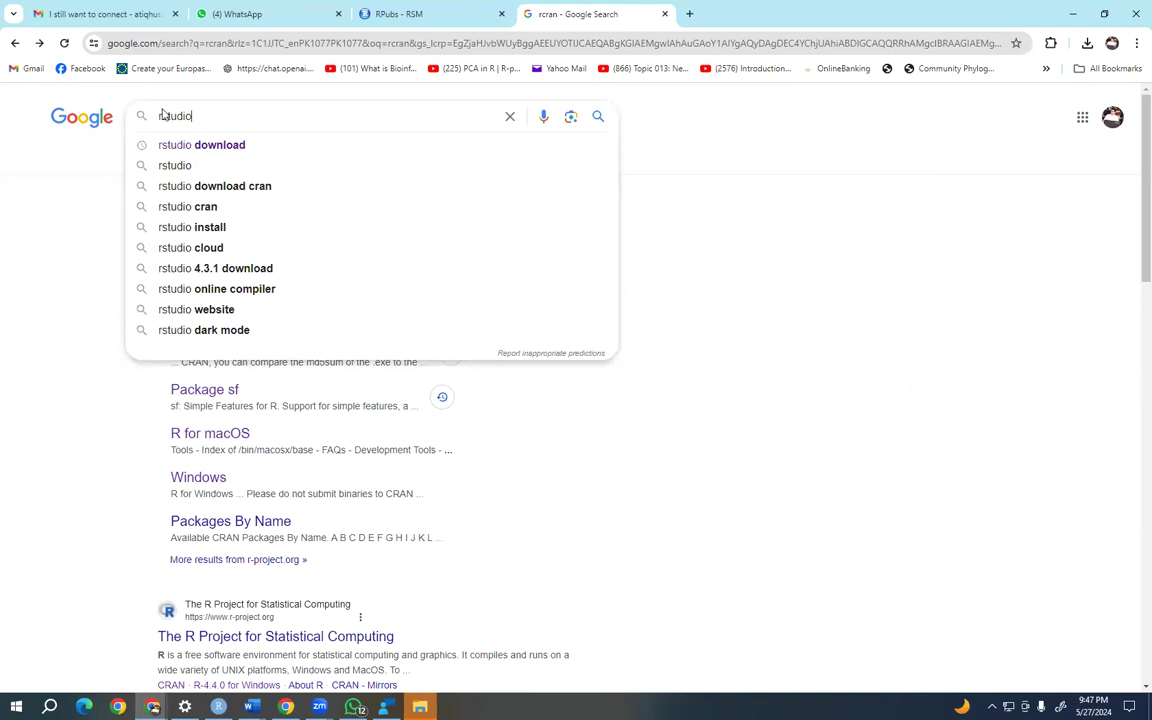 I still want to connect - atiqhus...
(4) WhatsApp
RPubs - RSM
rcran - Google Search
google.com/search?q=rcran&rlz=1C1JJTC_enPK1077PK1077&oq=rcran&gs_lcrp=EgZjaHJvbWUyBggAEEUYOTIJCAEQABgKGIAEMgwIAhAuGAoY1AIYgAQyDAgDEC4YChjUAhiABDIGCAQQRRhAMgcIBRAAGIAEMgc...
Gmail
Facebook
Create your Europas...
https://chat.openai....
(101) What is Bioinf...
(225) PCA in R | R-p...
Yahoo Mail
(866) Topic 013: Ne...
(2576) Introduction...
OnlineBanking
Community Phylog...
All Bookmarks
Google
rstudio
rstudio download
rstudio
rstudio download cran
rstudio cran
rstudio install
rstudio cloud
rstudio 4.3.1 download
rstudio online compiler
rstudio website
rstudio dark mode
Report inappropriate predictions
... CRAN, you can compare the md5sum of the .exe to the ...
Package sf
sf: Simple Features for R. Support for simple features, a ...
R for macOS
Tools - Index of /bin/macosx/base - FAQs - Development Tools - ...
Windows
R for Windows ... Please do not submit binaries to CRAN ...
Packages By Name
Available CRAN Packages By Name. A B C D E F G H I J K L ...
More results from r-project.org »
The R Project for Statistical Computing
https://www.r-project.org
The R Project for Statistical Computing
R is a free software environment for statistical computing and graphics. It compiles and runs on a
wide variety of UNIX platforms, Windows and MacOS. To ...
CRAN · R-4.4.0 for Windows · About R · CRAN - Mirrors
12
9:47 PM
5/27/2024